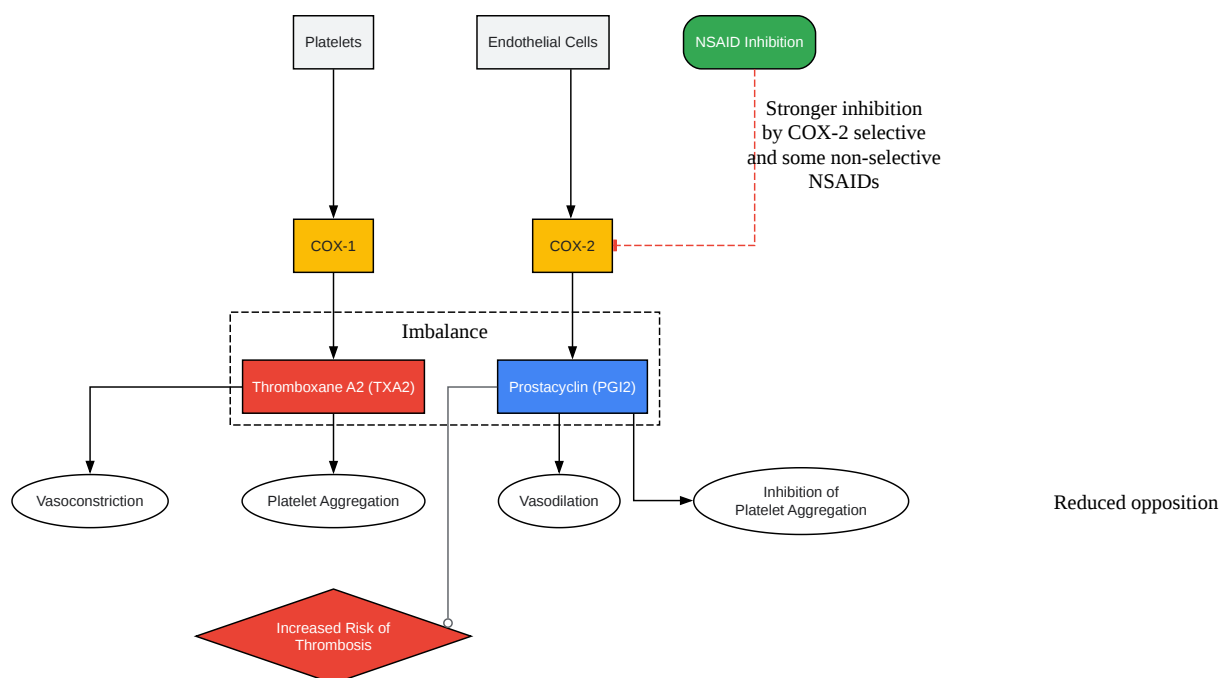 Platelets
Endothelial Cells
NSAID Inhibition
Stronger inhibition
by COX-2 selective
and some non-selective
NSAIDs
COX-1
COX-2
Imbalance
Thromboxane A2 (TXA2)
Prostacyclin (PGI2)
Vasoconstriction
Platelet Aggregation
Vasodilation
Inhibition of
Platelet Aggregation
Reduced opposition
Increased Risk of
Thrombosis